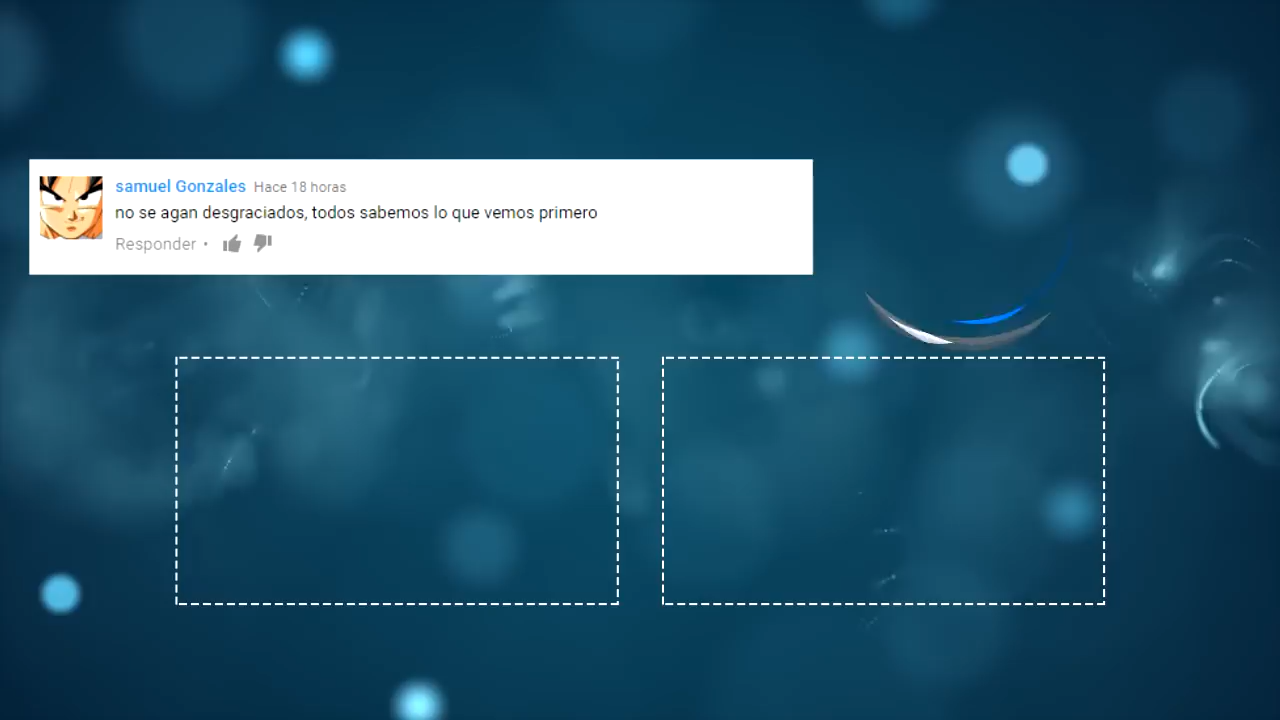 samuel Gonzales Hace 18 horas
no se agan desgraciados, todos sabemos lo que vemos primero
Responder •